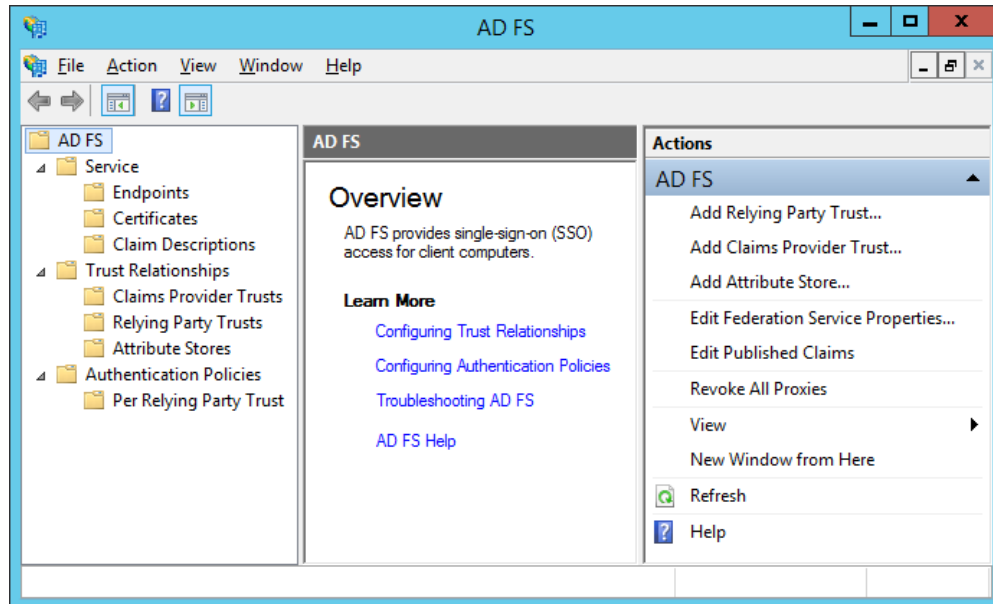 AD FS
File Action View Window Help
AD FS
Service
Endpoints
Certificates
Claim Descriptions
Trust Relationships
Claims Provider Trusts
Relying Party Trusts
Attribute Stores
Authentication Policies
Per Relying Party Trust
AD FS
Overview
AD FS provides single-sign-on (SSO)
access for client computers.
Learn More
Configuring Trust Relationships
Configuring Authentication Policies
Troubleshooting AD FS
AD FS Help
Actions
AD FS
Add Relying Party Trust...
Add Claims Provider Trust...
Add Attribute Store...
Edit Federation Service Properties...
Edit Published Claims
Revoke All Proxies
View
New Window from Here
Refresh
Help